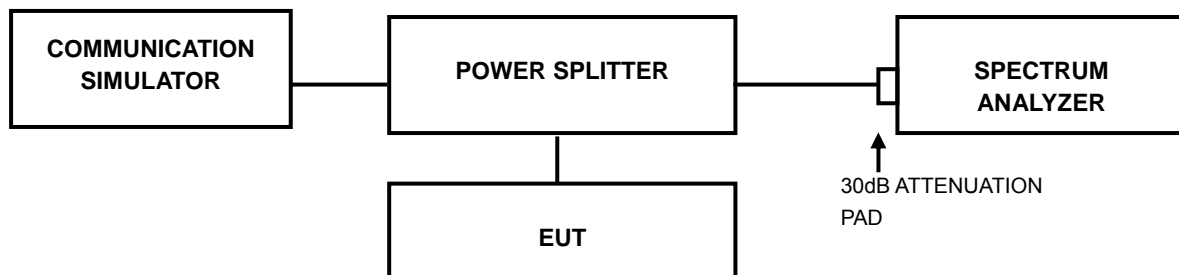 COMMUNICATION
SIMULATOR
POWER SPLITTER
SPECTRUM
ANALYZER
30dB ATTENUATION
PAD
EUT